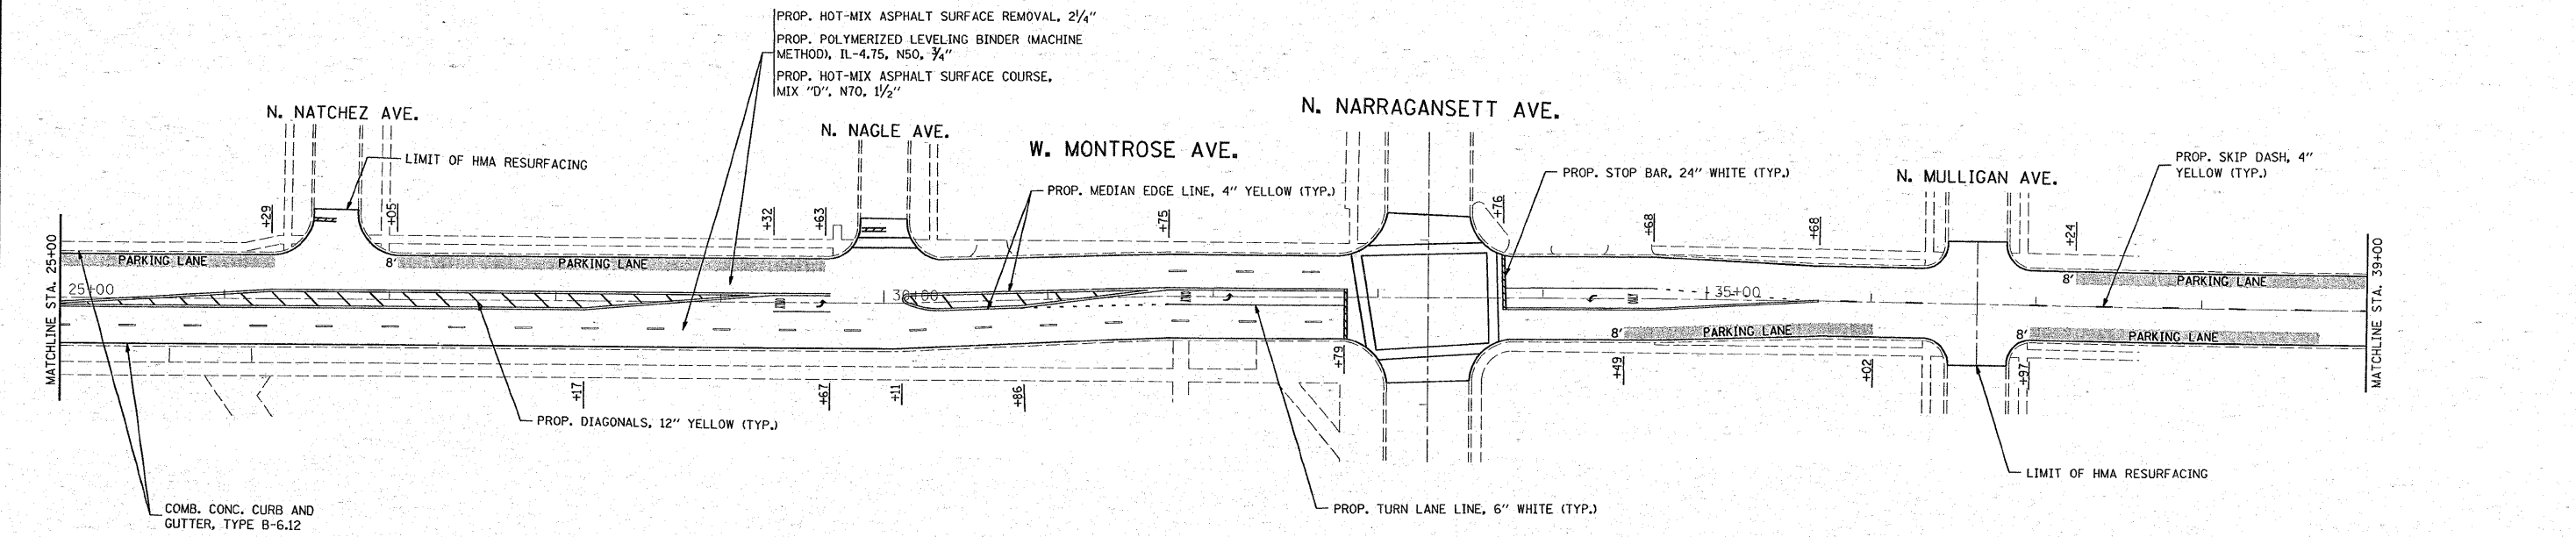 PROP. HOT-MIX ASPHALT SURFACE REMOVAL, 2 1/4"
PROP. POLYMERIZED LEVELING BINDER (MACHINE
METHOD), IL-4.75, N50, 3/4"
PROP. HOT-MIX ASPHALT SURFACE COURSE,
MIX "D", N70, 1 1/2"
N. NATCHEZ AVE.
N. NAGLE AVE.
W. MONTROSE AVE.
N. NARRAGANSETT AVE.
N. MULLIGAN AVE.
LIMIT OF HMA RESURFACING
PROP. MEDIAN EDGE LINE, 4" YELLOW (TYP.)
PROP. STOP BAR, 24" WHITE (TYP.)
PROP. SKIP DASH, 4"
YELLOW (TYP.)
+29
+05
+32
+63
+75
+76
+68
+68
+24
MATCHLINE STA. 25+00
PARKING LANE
8'
PARKING LANE
8'
PARKING LANE
25+00
30+00
35+00
8'
PARKING LANE
8'
PARKING LANE
MATCHLINE STA. 39+00
+17
+67
+11
+86
+79
+49
+02
+97
PROP. DIAGONALS, 12" YELLOW (TYP.)
LIMIT OF HMA RESURFACING
PROP. TURN LANE LINE, 6" WHITE (TYP.)
COMB. CONC. CURB AND
GUTTER, TYPE B-6.12